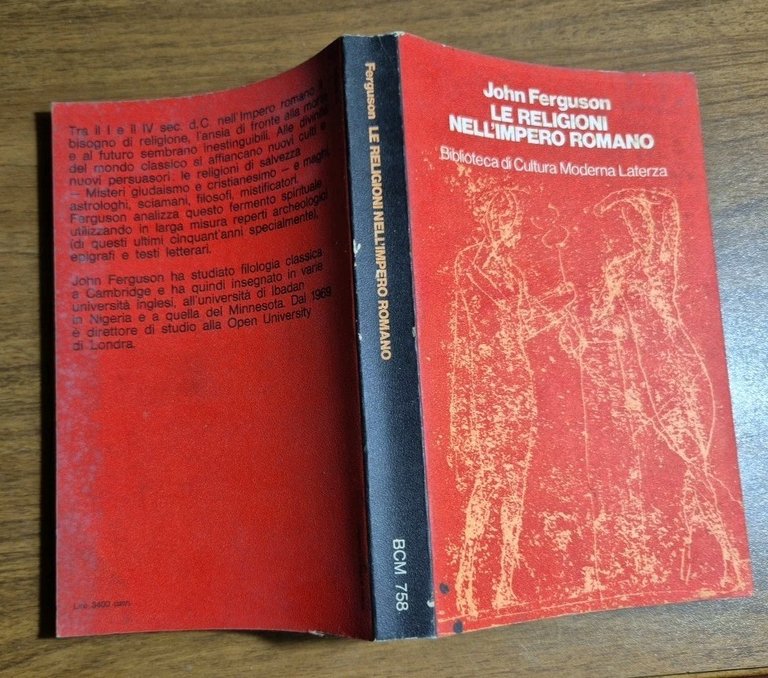 Tra il I e il IV sec. d.C. nell'Impero romano il
bisogno di religione, l'ansia di fronte alla morte
e al futuro sembrano inestinguibili. Alle divinità
del mondo classico si affiancano nuovi culti e
nuovi persuasori: le religioni di salvezza
– Misteri giudaismo e cristianesimo – e maghi,
astrologhi, sciamani, filosofi, mistificatori.
Ferguson analizza questo fermento spirituale
utilizzando in larga misura reperti archeologici
(di questi ultimi cinquant'anni specialmente),
epigrafi e testi letterari.
John Ferguson ha studiato filologia classica
a Cambridge e ha quindi insegnato in varie
università inglesi, all'università di Ibadan
in Nigeria e a quella del Minnesota. Dal 1969
è direttore di studio alla Open University
di Londra.
Lire 3400
Ferguson LE RELIGIONI NELL'IMPERO ROMANO
BCM 758
John Ferguson
LE RELIGIONI
NELL'IMPERO ROMANO
Biblioteca di Cultura Moderna Laterza